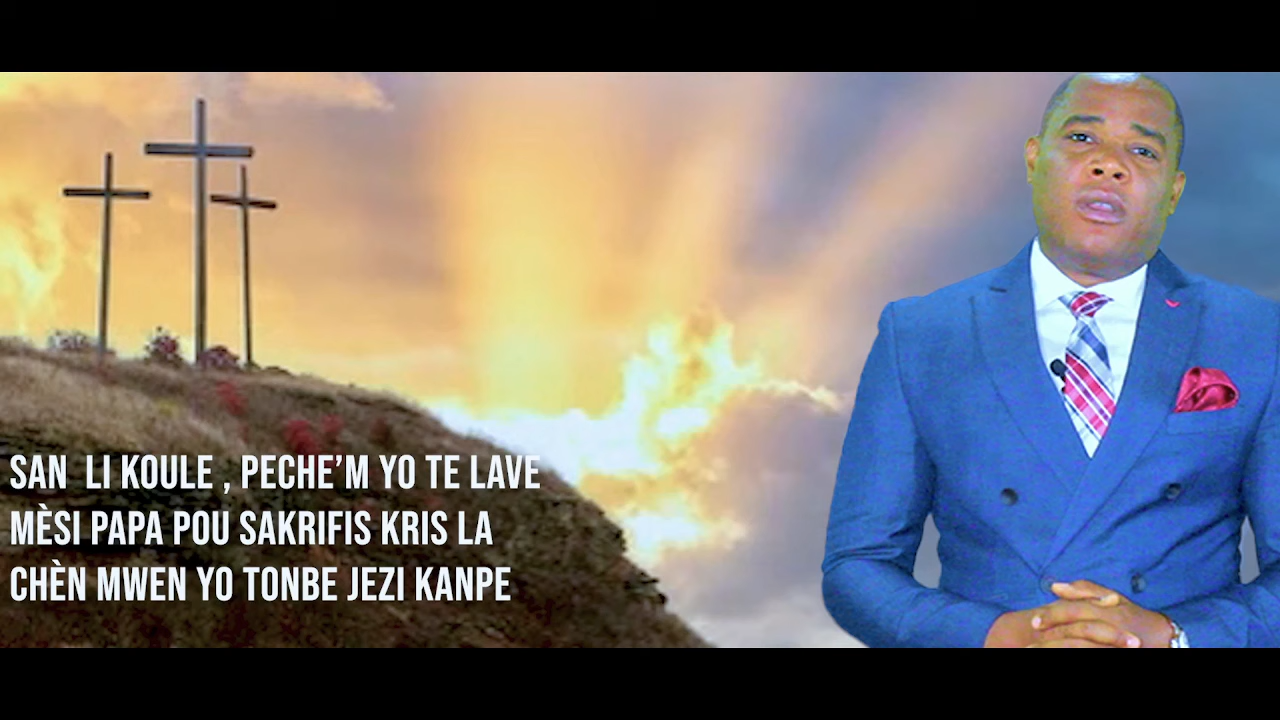 SAN LI KOULE , PECHE’M YO TE LAVE
MÈSI PAPA POU SAKRIFIS KRIS LA
CHÈN MWEN YO TONBE JEZI KANPE